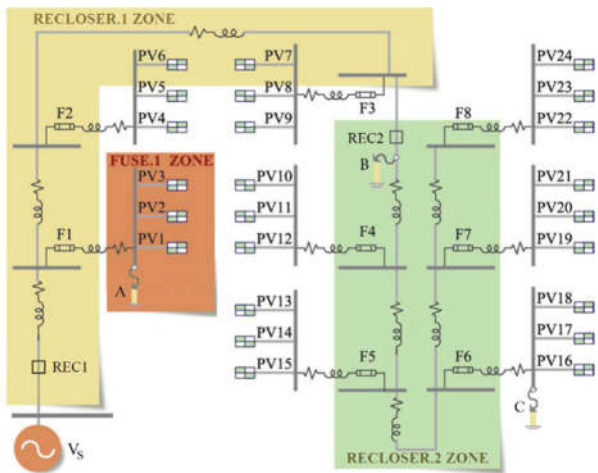 RECLOSER.1 ZONE
PV6
PV7
PV24
PV5
PV8
PV23
F2
PV4
PV9
F3
F8
PV22
REC2
FUSE.1 ZONE
B
PV3
PV10
PV21
PV2
PV11
PV20
F1
PV1
PV12
F4
F7
PV19
A
PV13
PV18
PV14
PV17
REC1
PV15
F5
F6
PV16
C
VS
RECLOSER.2 ZONE